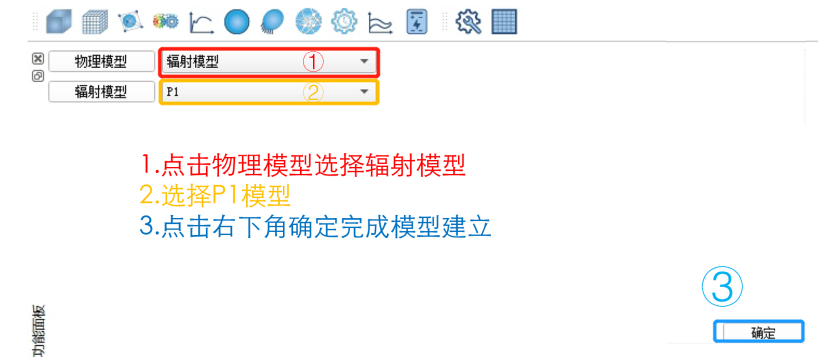 物理模型 辐射模型 ①
辐射模型 P1 ②
1.点击物理模型选择辐射模型
2.选择P1模型
3.点击右下角确定完成模型建立
③
确定
功能面板